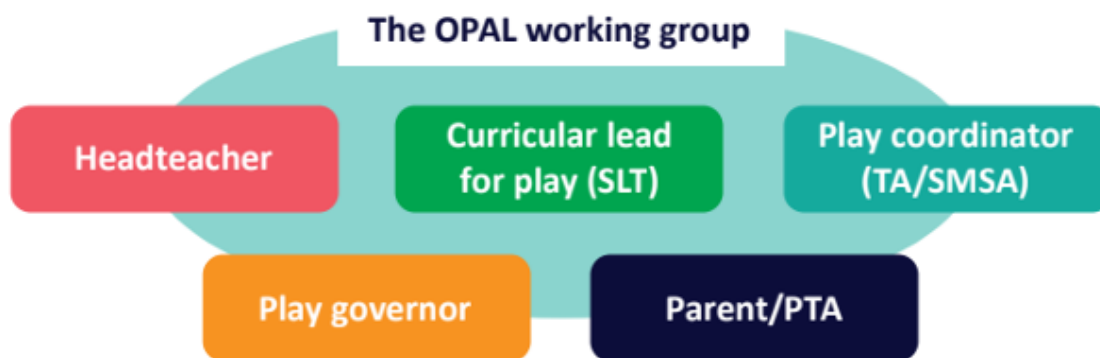 The OPAL working group
Headteacher
Curricular lead
for play (SLT)
Play coordinator
(TA/SMSA)
Play governor
Parent/PTA